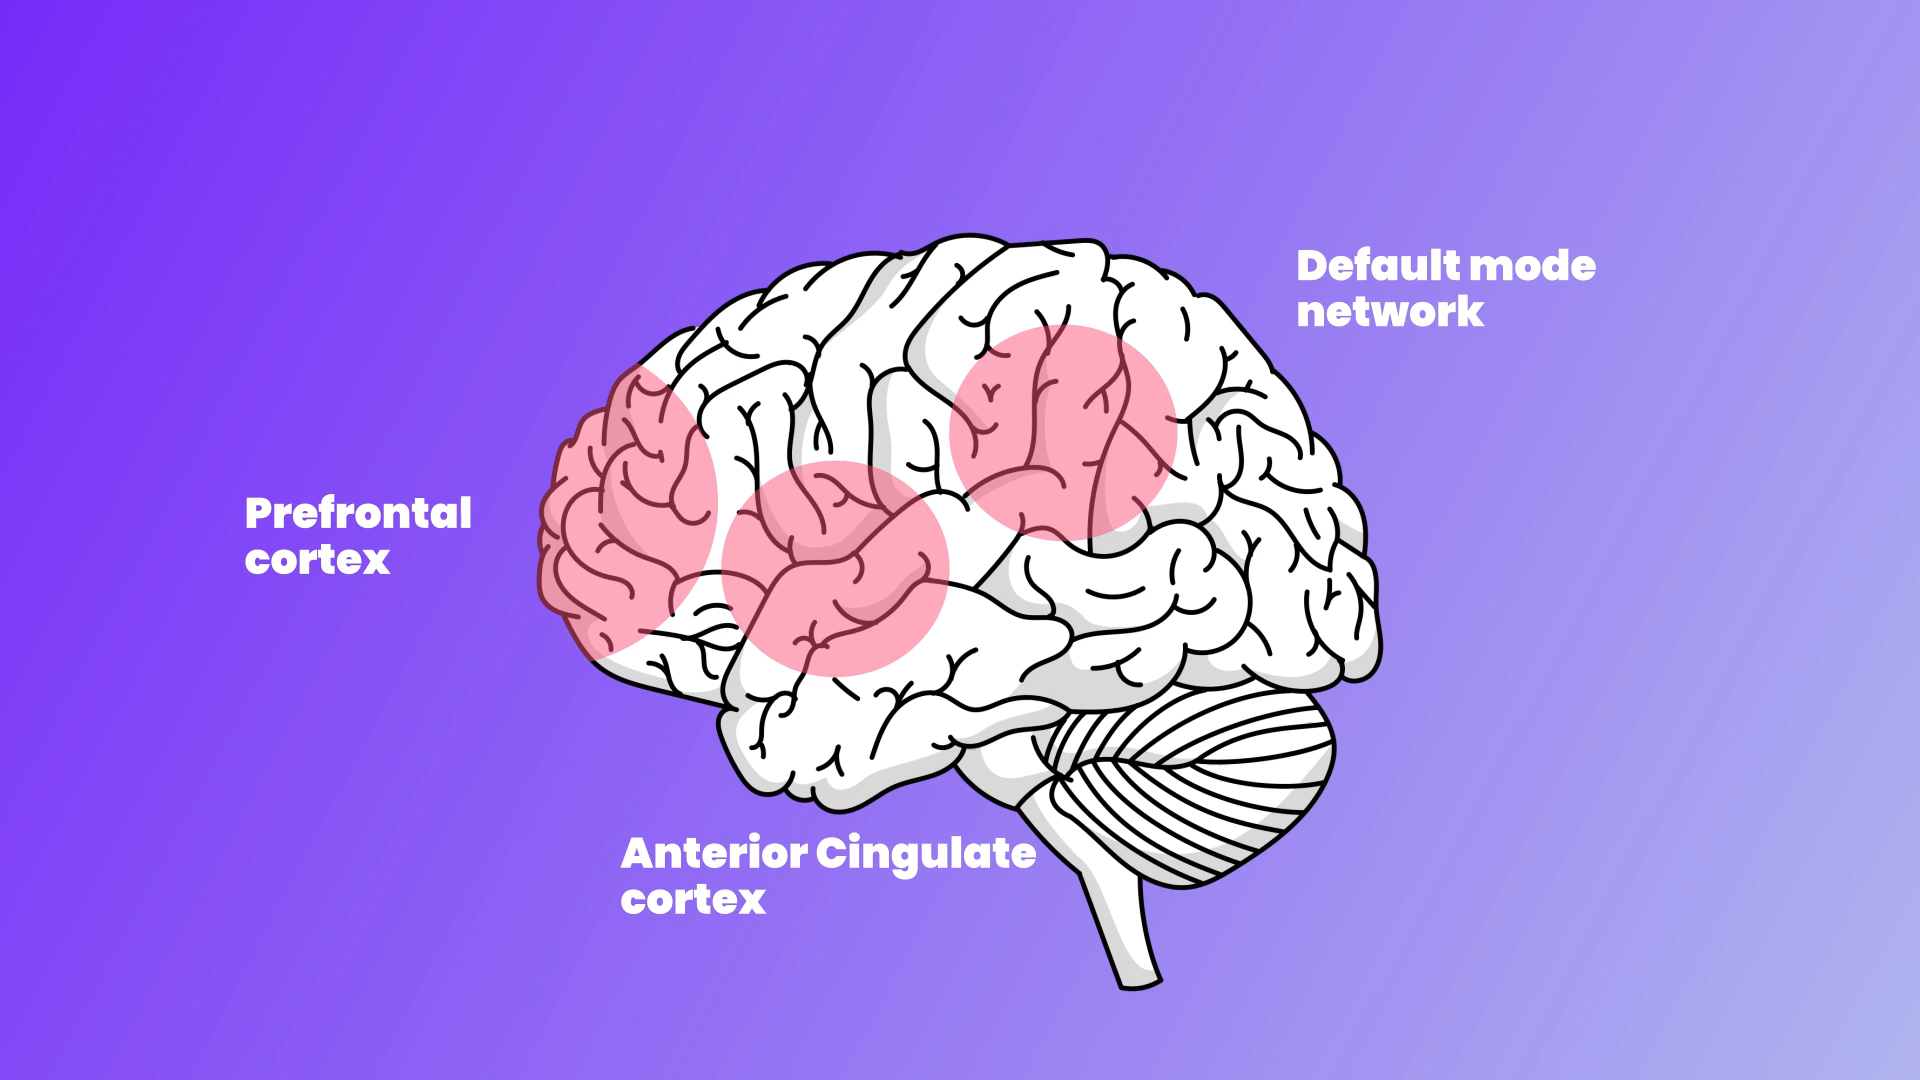 Default mode
network
Prefrontal
cortex
Anterior Cingulate
cortex